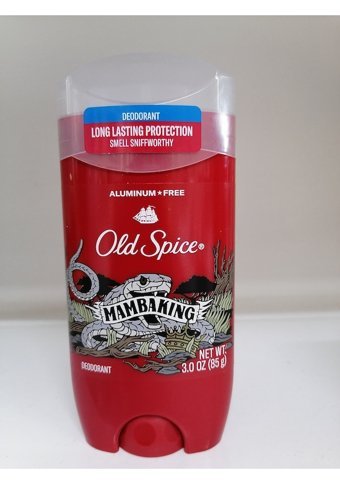 DEODORANT
LONG LASTING PROTECTION
SMELL SNIFFWORTHY
ALUMINUM★FREE
Old Spice®
MAMBAKING
NET WT.
3.0 OZ (85 g)
DEODORANT